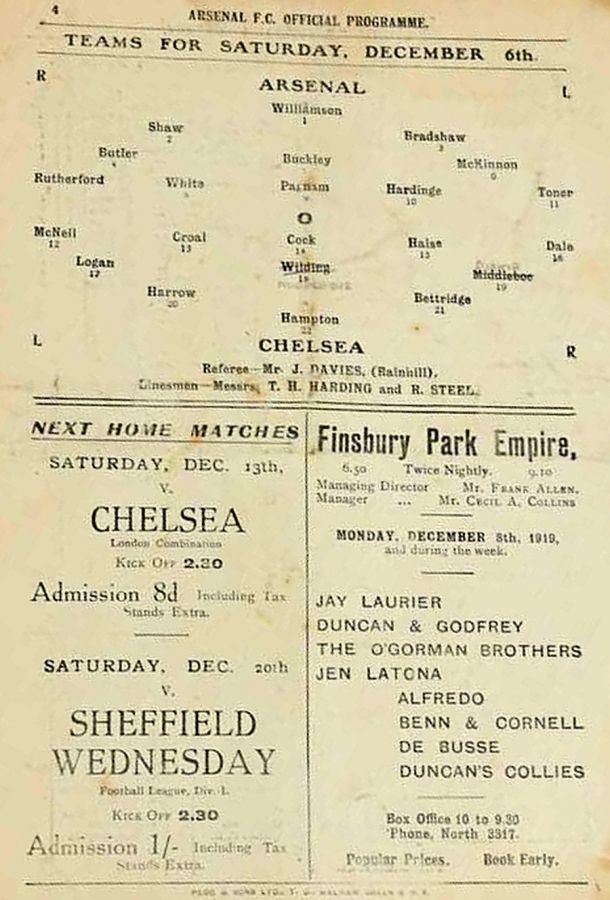 4 ARSENAL F.C. OFFICIAL PROGRAMME.
TEAMS FOR SATURDAY, DECEMBER 6th.
R L
ARSENAL
Williamson
1
Shaw Bradshaw
2 3
Butler Buckley McKinnon
4 6
Rutherford White Pagnam Hardinge Toner
10 11
O
McNeil Croal Cock Halse Dale
12 13 14 15 16
Logan Wilding Middleboe
17 18 19
Harrow Bettridge
20 21
Hampton
22
L R
CHELSEA
Referee—Mr. J. DAVIES, (Rainhill).
Linesmen—Messrs. T. H. HARDING and R. STEEL.
NEXT HOME MATCHES
SATURDAY, DEC. 13th,
v.
CHELSEA
London Combination
Kick Off 2.30
Admission 8d Including Tax
Stands Extra.
SATURDAY, DEC. 20th
v.
SHEFFIELD
WEDNESDAY
Football League, Div. 1.
Kick Off 2.30
Admission 1/- Including Tax
Stands Extra.
Finsbury Park Empire,
6.50 Twice Nightly. 9.10
Managing Director Mr. Frank Allen.
Manager ... Mr. Cecil A. Collins
MONDAY, DECEMBER 8th, 1919,
and during the week.
JAY LAURIER
DUNCAN & GODFREY
THE O'GORMAN BROTHERS
JEN LATONA
ALFREDO
BENN & CORNELL
DE BUSSE
DUNCAN'S COLLIES
Box Office 10 to 9.30
'Phone, North 3317.
Popular Prices. Book Early.